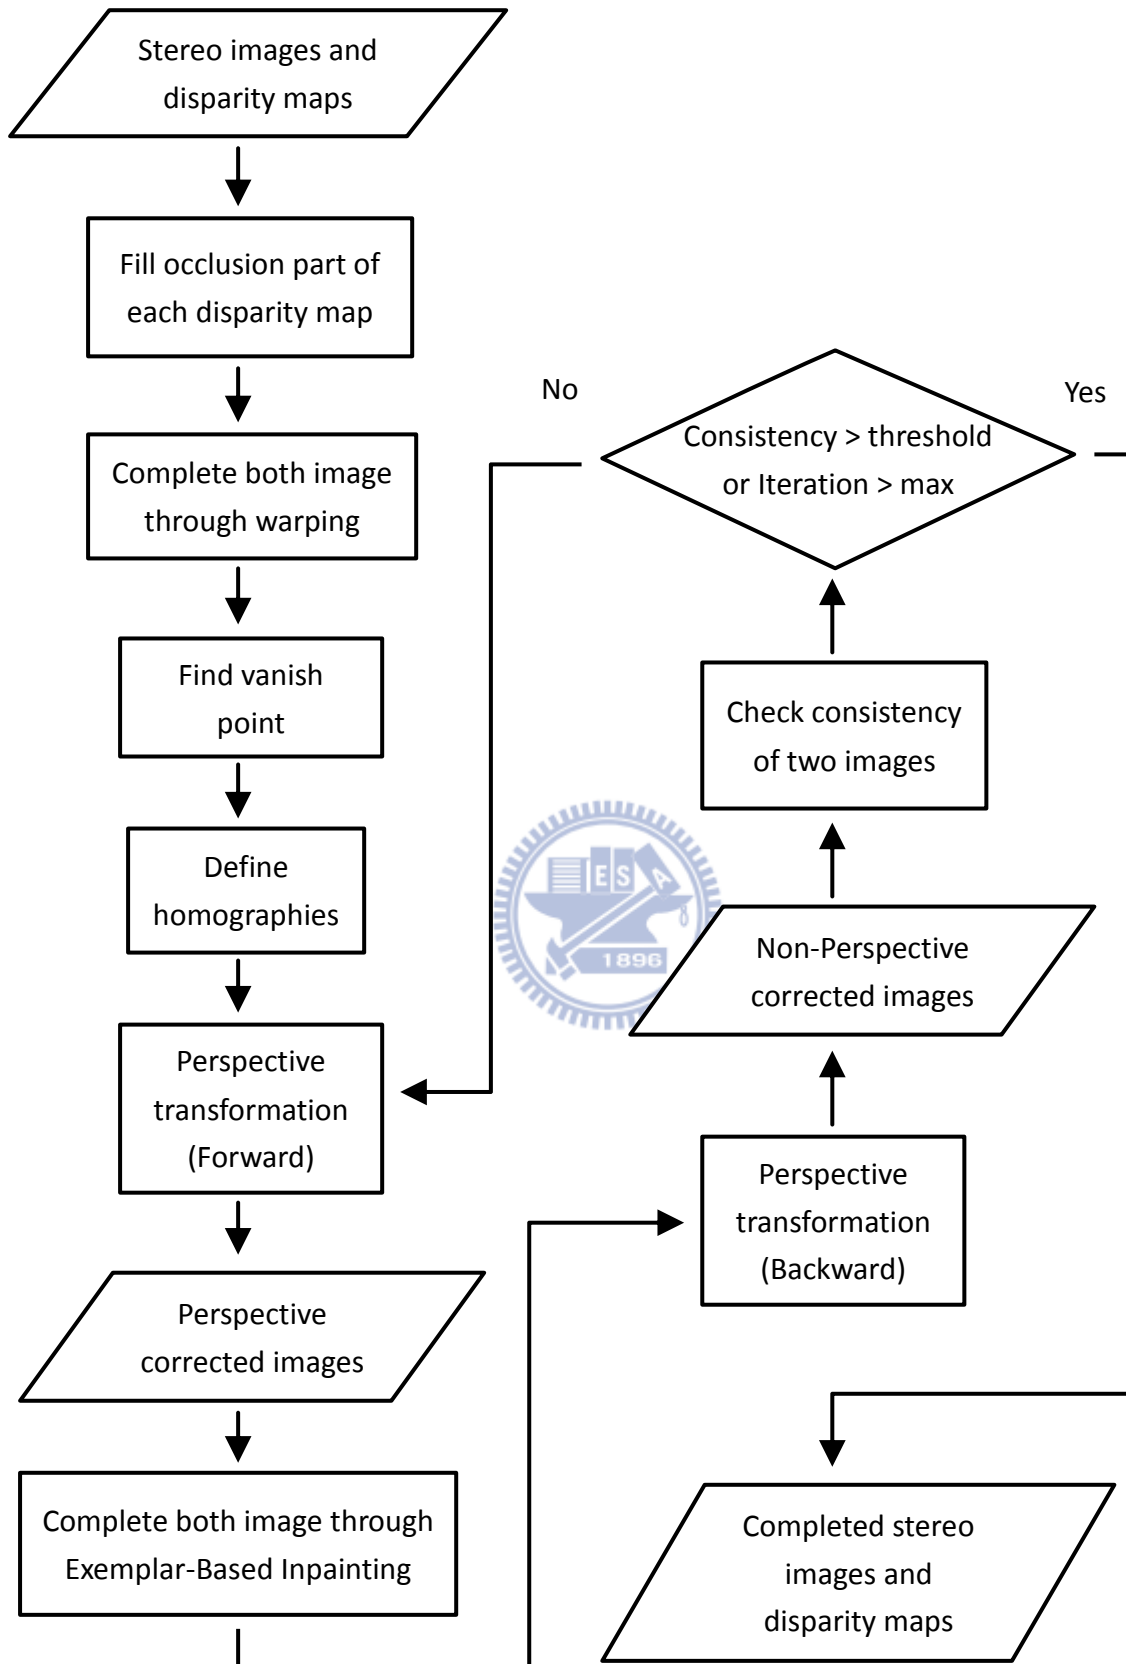 Stereo images and
disparity maps
Fill occlusion part of
each disparity map
Complete both image
through warping
Find vanish
point
Define
homographies
Perspective
transformation
(Forward)
Perspective
corrected images
Complete both image through
Exemplar-Based Inpainting
No
Yes
Consistency > threshold
or Iteration > max
Check consistency
of two images
Non-Perspective
corrected images
Perspective
transformation
(Backward)
Completed stereo
images and
disparity maps
E S A
1896